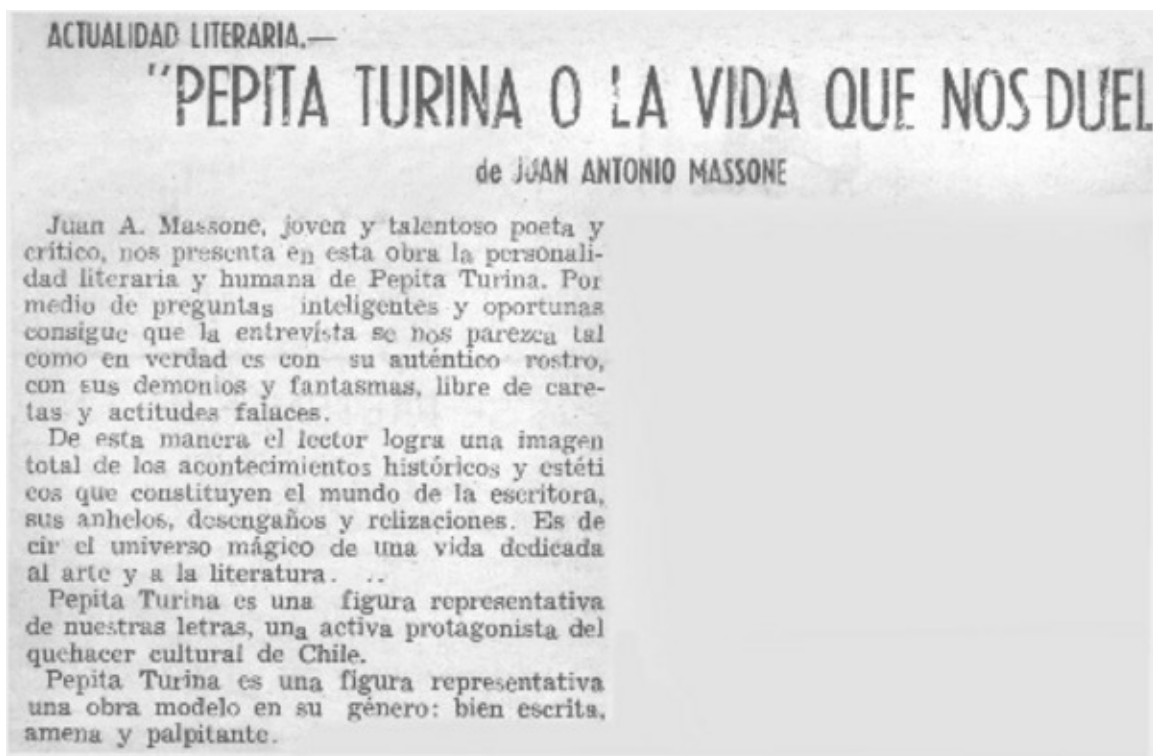 ACTUALIDAD LITERARIA.—
"PEPITA TURINA O LA VIDA QUE NOS DUEL
de JUAN ANTONIO MASSONE
Juan A. Massone, joven y talentoso poeta y
crítico, nos presenta en esta obra la personali-
dad literaria y humana de Pepita Turina. Por
medio de preguntas inteligentes y oportunas
consigue que la entrevista se nos parezca tal
como en verdad es con su auténtico rostro,
con sus demonios y fantasmas, libre de care-
tas y actitudes falaces.
De esta manera el lector logra una imagen
total de los acontecimientos históricos y estéti
cos que constituyen el mundo de la escritora,
sus anhelos, desengaños y relizaciones. Es de
cir el universo mágico de una vida dedicada
al arte y a la literatura. ..
Pepita Turina es una figura representativa
de nuestras letras, una activa protagonista del
quehacer cultural de Chile.
Pepita Turina es una figura representativa
una obra modelo en su género: bien escrita,
amena y palpitante.